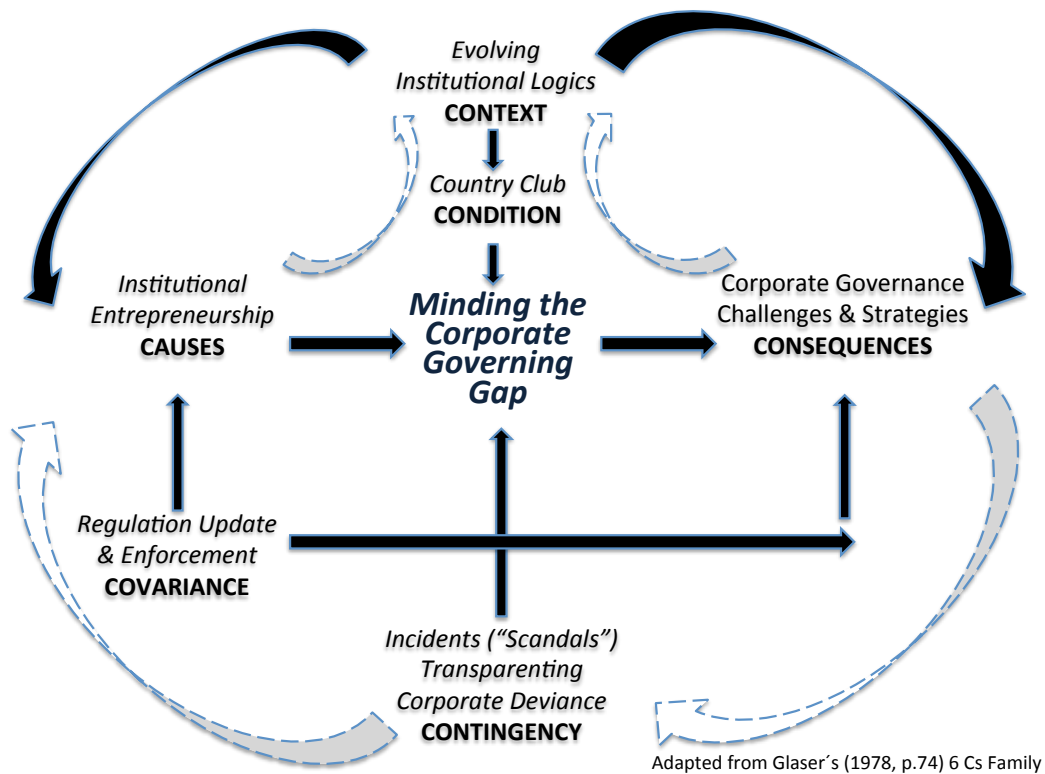 Evolving
Institutional Logics
CONTEXT
Country Club
CONDITION
Institutional
Entrepreneurship
CAUSES
Minding the
Corporate
Governing
Gap
Corporate Governance
Challenges & Strategies
CONSEQUENCES
Regulation Update
& Enforcement
COVARIANCE
Incidents (“Scandals”)
Transparenting
Corporate Deviance
CONTINGENCY
Adapted from Glaser´s (1978, p.74) 6 Cs Family